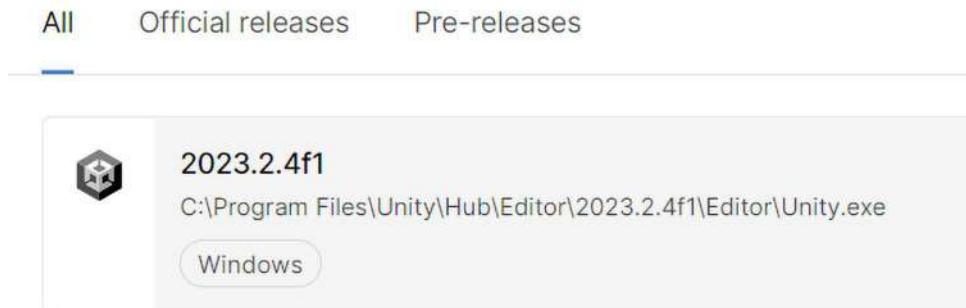 All Official releases Pre-releases
2023.2.4f1
C:\Program Files\Unity\Hub\Editor\2023.2.4f1\Editor\Unity.exe
Windows